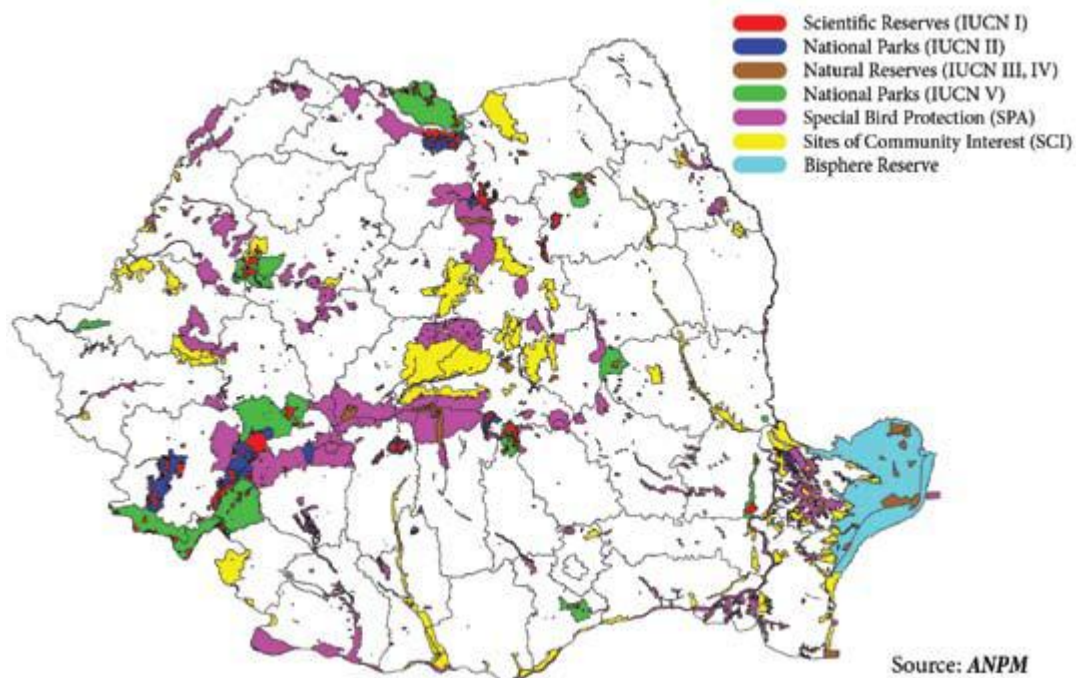 Scientific Reserves (IUCN I)
National Parks (IUCN II)
Natural Reserves (IUCN III, IV)
National Parks (IUCN V)
Special Bird Protection (SPA)
Sites of Community Interest (SCI)
Bisphere Reserve
Source: ANPM